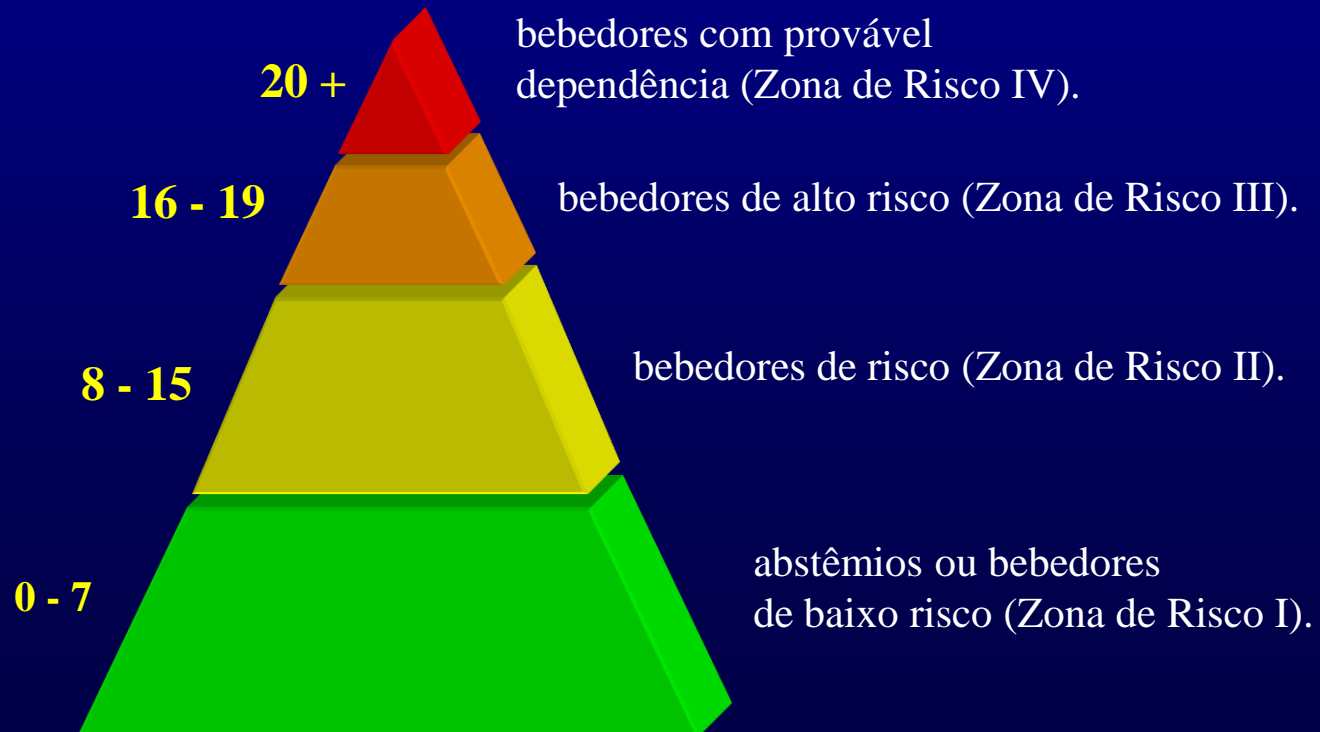 20 +
bebedores com provável
dependência (Zona de Risco IV).
16 - 19
bebedores de alto risco (Zona de Risco III).
8 - 15
bebedores de risco (Zona de Risco II).
0 - 7
abstêmios ou bebedores
de baixo risco (Zona de Risco I).